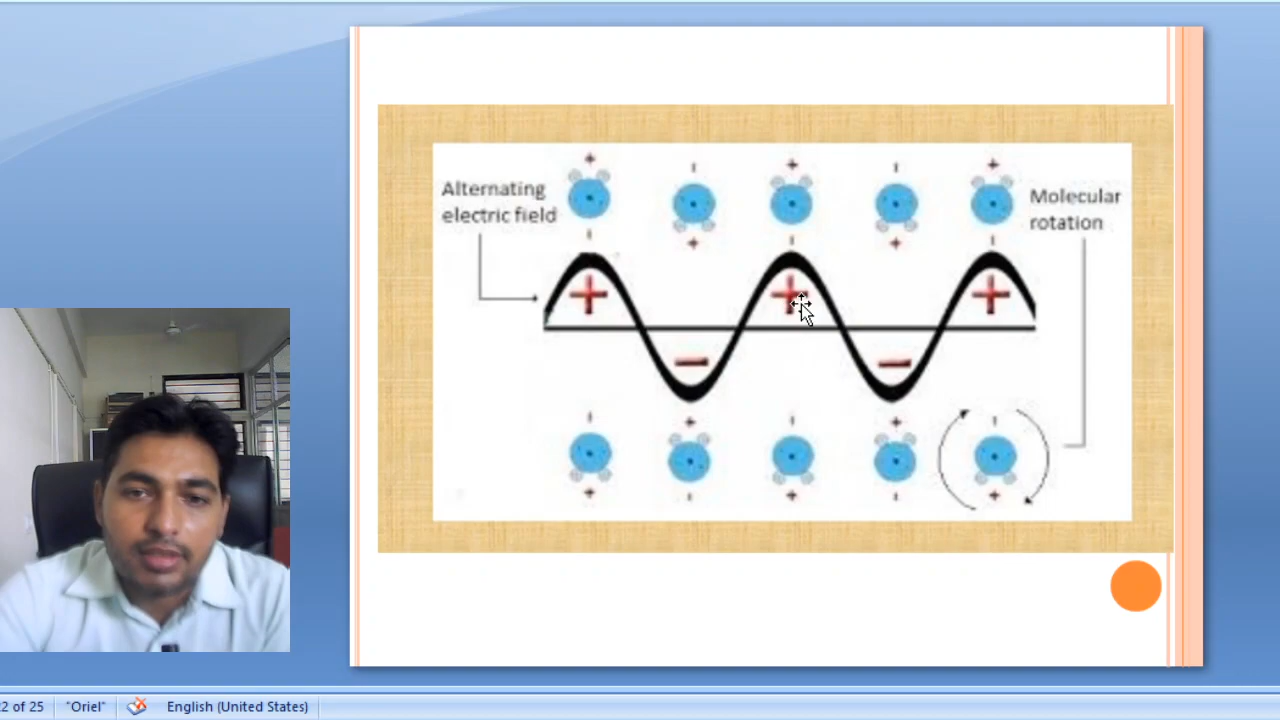 Alternating
electric field
Molecular
rotation
+ - + - +
- + - + -
+ + +
- -
- + - + -
+ - + - +
2 of 25
"Oriel"
English (United States)